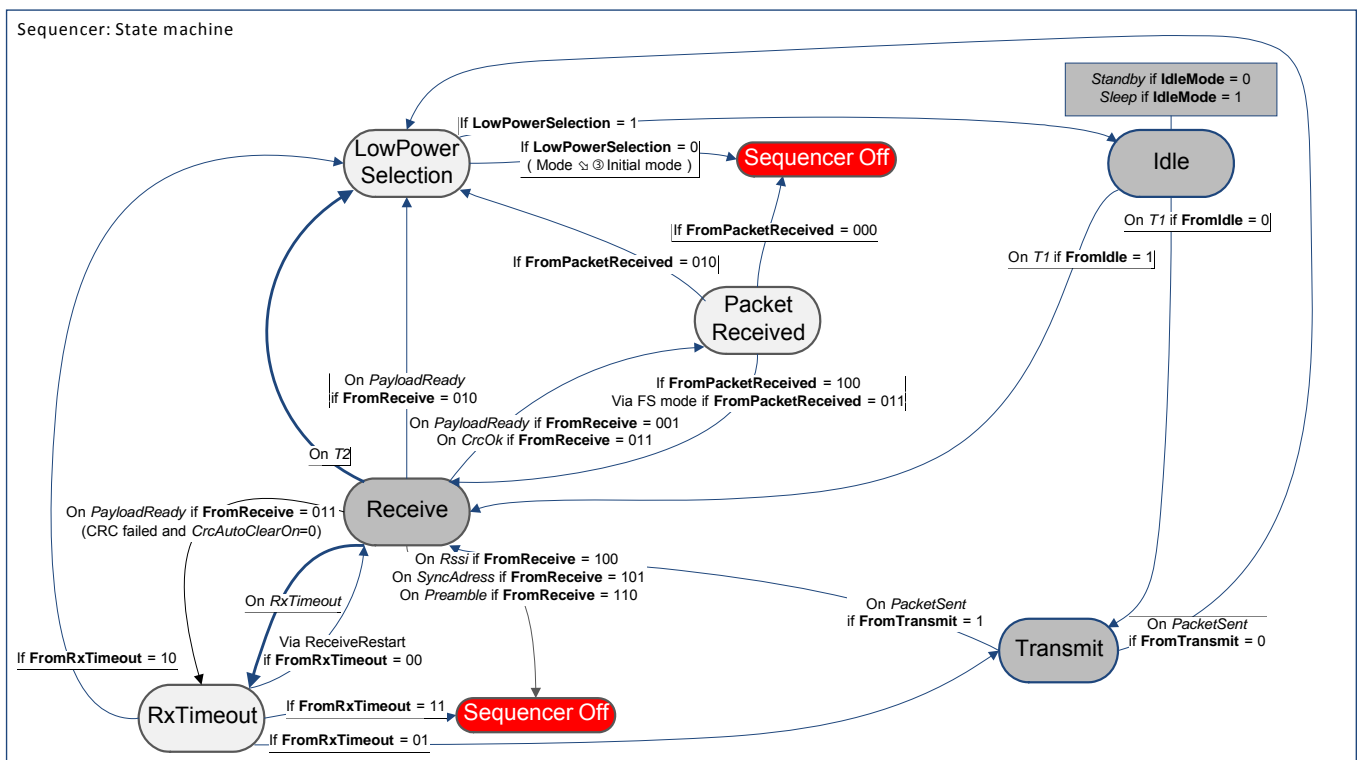 Sequencer: State machine
Standby if IdleMode = 0
Sleep if IdleMode = 1
If LowPowerSelection = 1
LowPower
Selection
If LowPowerSelection = 0
( Mode ⇘ ③ Initial mode )
Sequencer Off
Idle
On T1 if FromIdle = 0
If FromPacketReceived = 000
On T1 if FromIdle = 1
If FromPacketReceived = 010
Packet
Received
On PayloadReady
if FromReceive = 010
If FromPacketReceived = 100
Via FS mode if FromPacketReceived = 011
On PayloadReady if FromReceive = 001
On CrcOk if FromReceive = 011
On T2
Receive
On PayloadReady if FromReceive = 011
(CRC failed and CrcAutoClearOn=0)
On Rssi if FromReceive = 100
On SyncAdress if FromReceive = 101
On Preamble if FromReceive = 110
On RxTimeout
On PacketSent
if FromTransmit = 1
On PacketSent
if FromTransmit = 0
Transmit
Via ReceiveRestart
if FromRxTimeout = 00
If FromRxTimeout = 10
RxTimeout
If FromRxTimeout = 11
Sequencer Off
If FromRxTimeout = 01